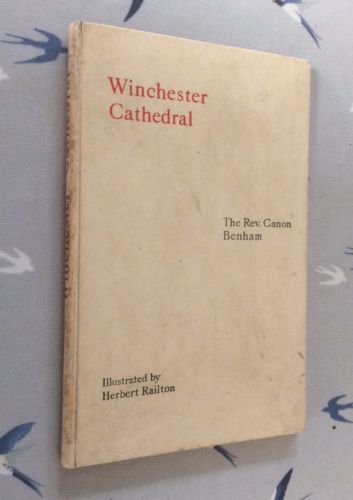 Winchester
Cathedral
The Rev. Canon
Benham
Illustrated by
Herbert Railton